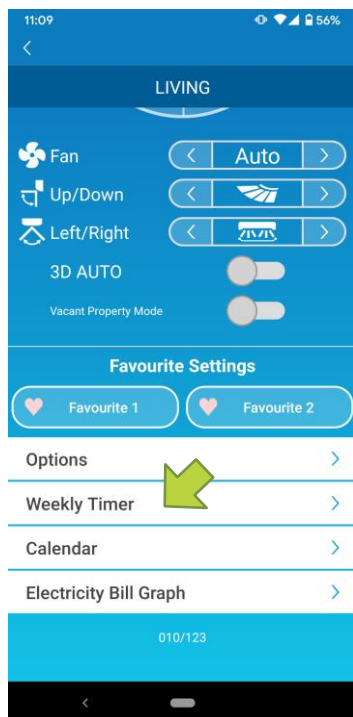 11:09 56%
LIVING
Fan Auto
Up/Down
Left/Right
3D AUTO
Vacant Property Mode
Favourite Settings
Favourite 1 Favourite 2
Options
Weekly Timer
Calendar
Electricity Bill Graph
010/123